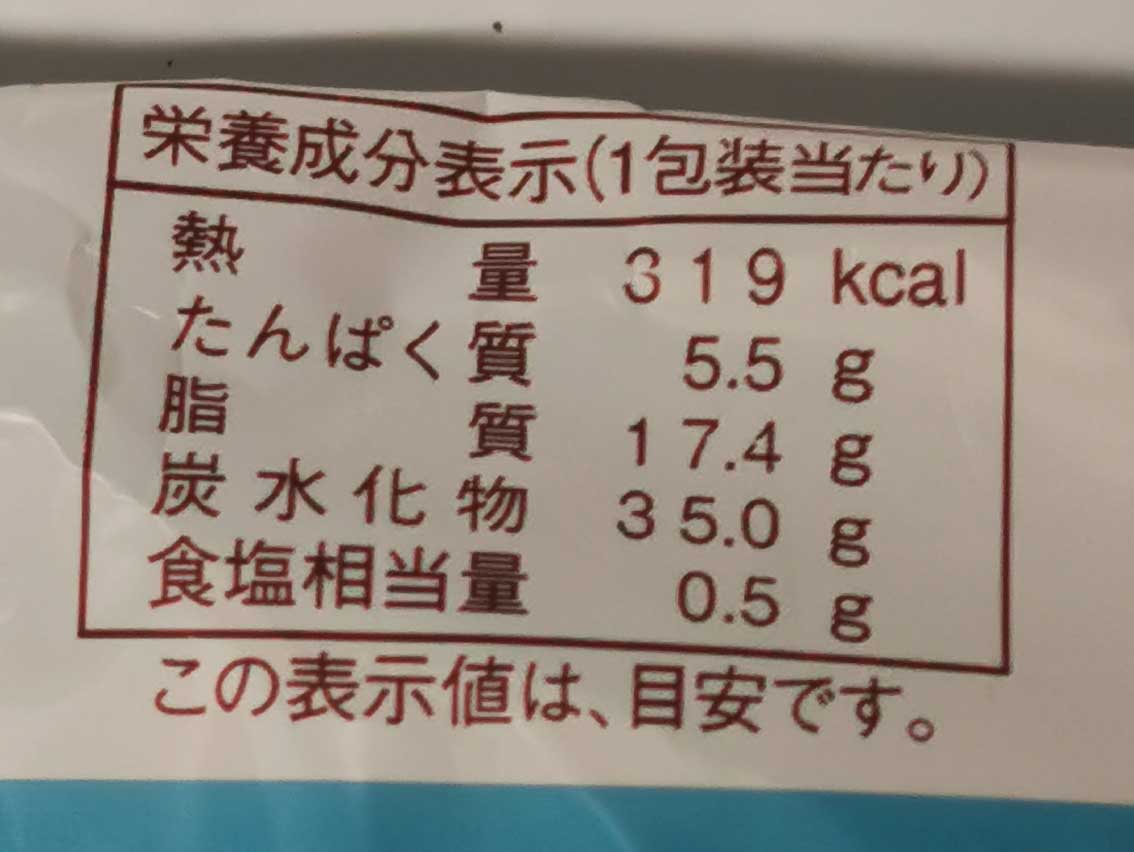 栄養成分表示(1包装当たり)
熱量 319 kcal
たんぱく質 5.5 g
脂質 17.4 g
炭水化物 35.0 g
食塩相当量 0.5 g
この表示値は、目安です。